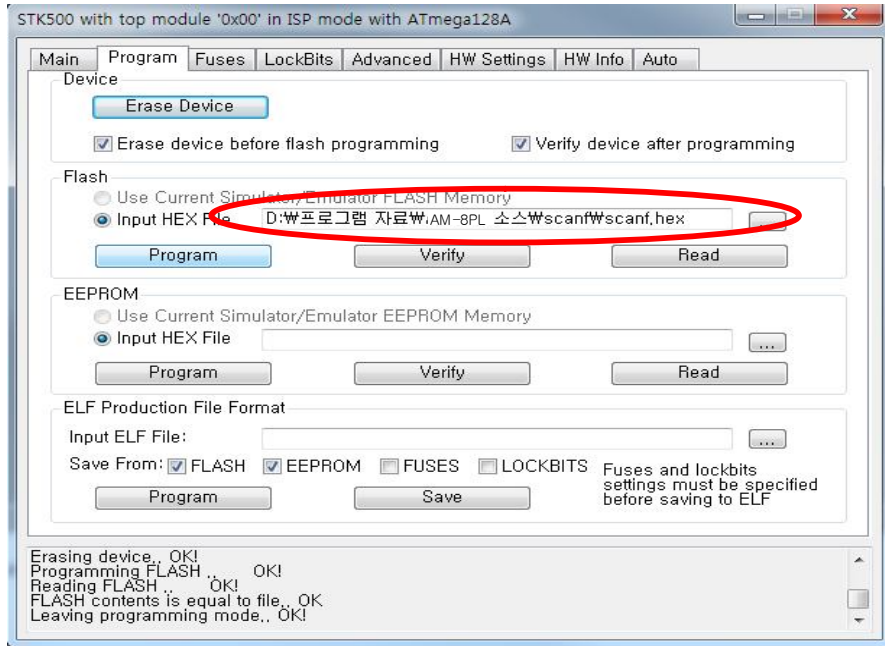 STK500 with top module '0x00' in ISP mode with ATmega128A
Main Program Fuses LockBits Advanced HW Settings HW Info Auto
Device
Erase Device
Erase device before flash programming Verify device after programming
Flash
Use Current Simulator/Emulator FLASH Memory
Input HEX File D:₩프로그램 자료₩iAM-8PL 소스₩scanf₩scanf.hex ...
Program Verify Read
EEPROM
Use Current Simulator/Emulator EEPROM Memory
Input HEX File ...
Program Verify Read
ELF Production File Format
Input ELF File: ...
Save From: FLASH EEPROM FUSES LOCKBITS Fuses and lockbits
settings must be specified
Program Save before saving to ELF
Erasing device.. OK!
Programming FLASH .. OK!
Reading FLASH .. OK!
FLASH contents is equal to file.. OK
Leaving programming mode.. OK!